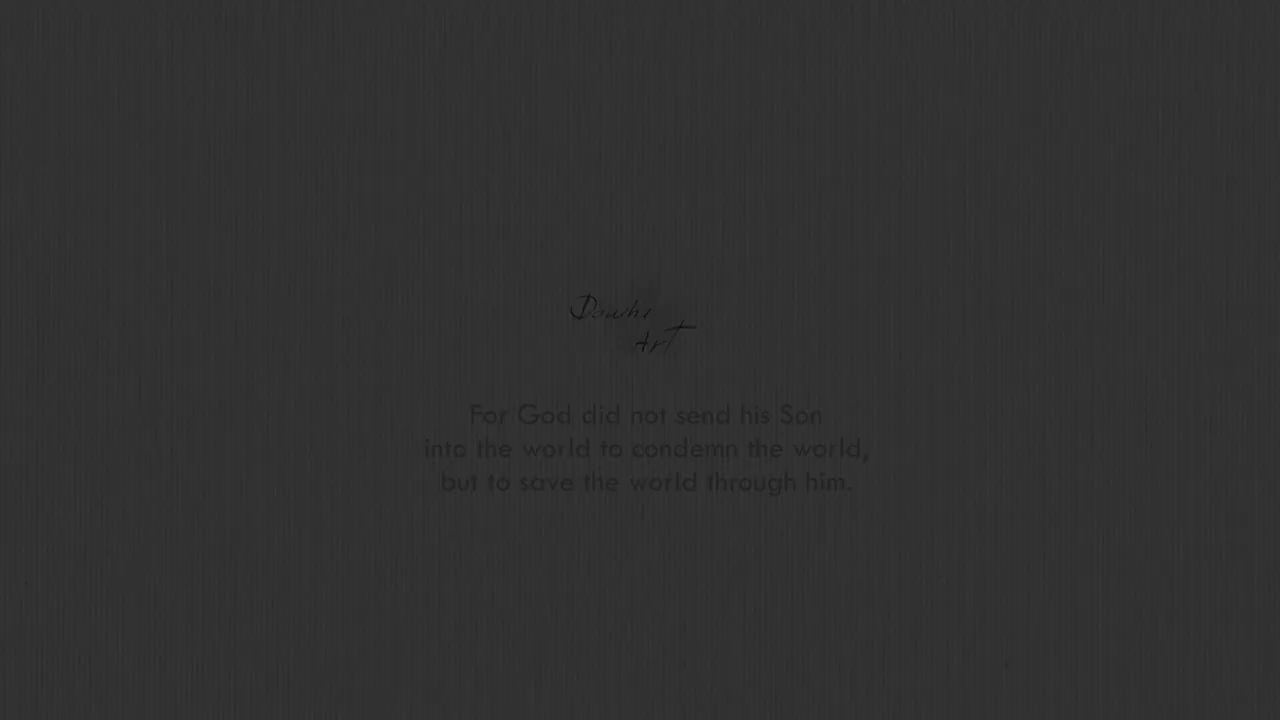 Dawhi
Art
For God did not send his Son
into the world to condemn the world,
but to save the world through him.